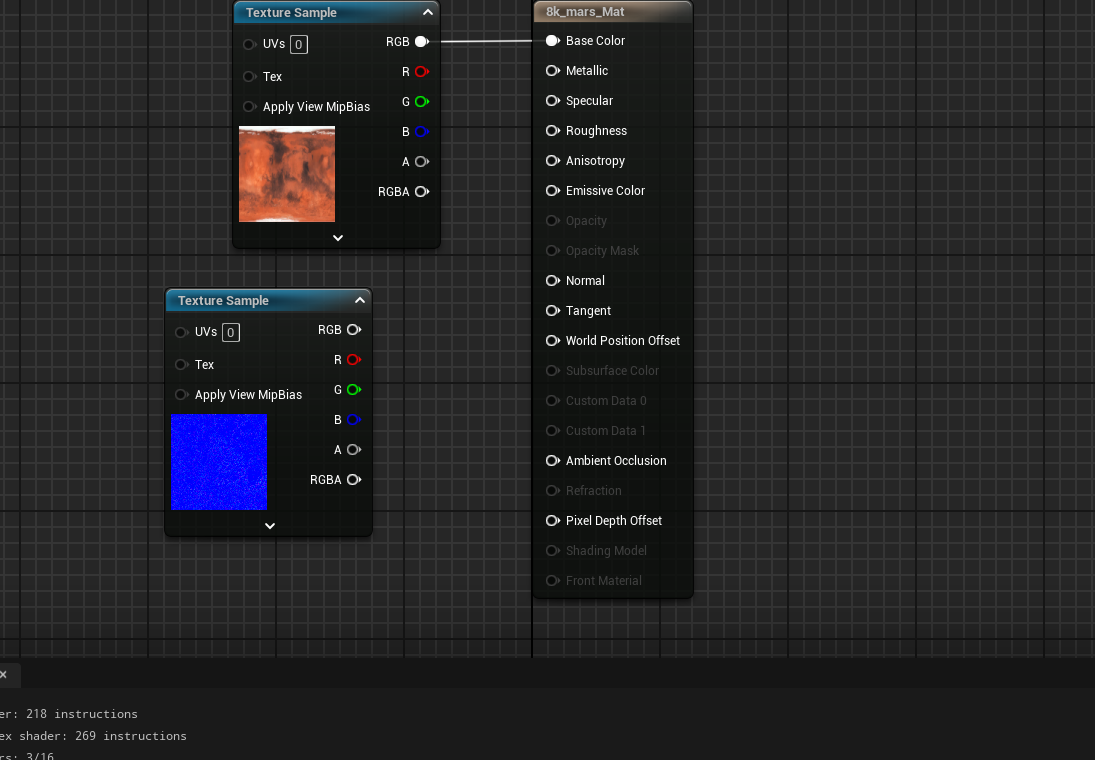 Texture Sample
UVs 0
Tex
Apply View MipBias
RGB
R
G
B
A
RGBA
Texture Sample
UVs 0
Tex
Apply View MipBias
RGB
R
G
B
A
RGBA
8k_mars_Mat
Base Color
Metallic
Specular
Roughness
Anisotropy
Emissive Color
Opacity
Opacity Mask
Normal
Tangent
World Position Offset
Subsurface Color
Custom Data 0
Custom Data 1
Ambient Occlusion
Refraction
Pixel Depth Offset
Shading Model
Front Material
er: 218 instructions
ex shader: 269 instructions
rs: 3/16